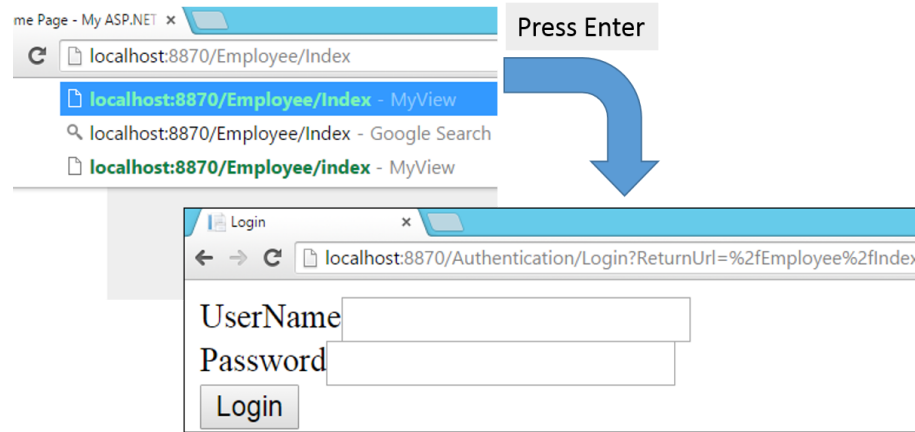 me Page - My ASP.NET ×
Press Enter
localhost:8870/Employee/Index
localhost:8870/Employee/Index - MyView
localhost:8870/Employee/Index - Google Search
localhost:8870/Employee/index - MyView
Login ×
localhost:8870/Authentication/Login?ReturnUrl=%2fEmployee%2fIndex
UserName
Password
Login